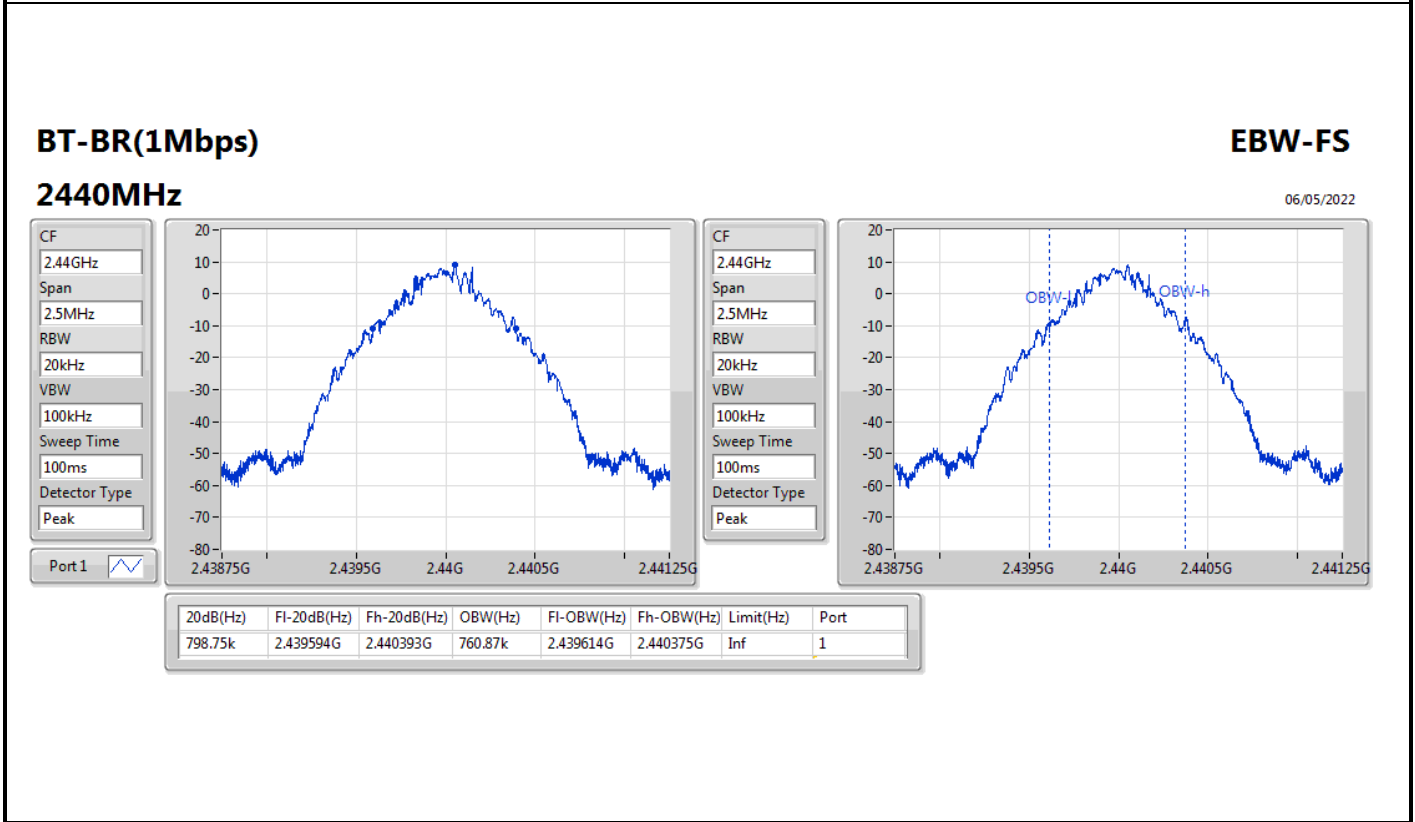 BT-BR(1Mbps)
EBW-FS
2440MHz
06/05/2022
CF
2.44GHz
Span
2.5MHz
RBW
20kHz
VBW
100kHz
Sweep Time
100ms
Detector Type
Peak
Port 1
20
10
0
-10
-20
-30
-40
-50
-60
-70
-80
2.43875G 2.4395G 2.44G 2.4405G 2.44125G
CF
2.44GHz
Span
2.5MHz
RBW
20kHz
VBW
100kHz
Sweep Time
100ms
Detector Type
Peak
20
10
0
-10
-20
-30
-40
-50
-60
-70
-80
OBW-l OBW-h
2.43875G 2.4395G 2.44G 2.4405G 2.44125G
20dB(Hz) Fl-20dB(Hz) Fh-20dB(Hz) OBW(Hz) Fl-OBW(Hz) Fh-OBW(Hz) Limit(Hz) Port
798.75k 2.439594G 2.440393G 760.87k 2.439614G 2.440375G Inf 1